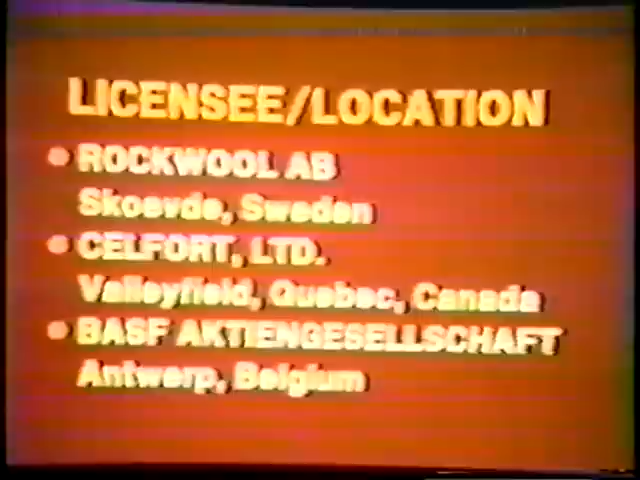 LICENSEE/LOCATION
• ROCKWOOL AB
Skoevde, Sweden
• CELFORT, LTD.
Valleyfield, Quebec, Canada
• BASF AKTIENGESELLSCHAFT
Antwerp, Belgium